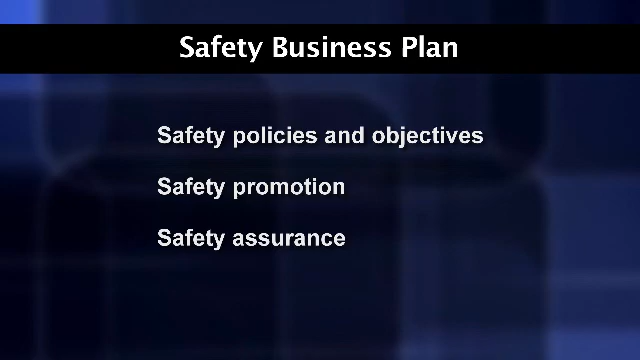 Safety Business Plan
Safety policies and objectives
Safety promotion
Safety assurance